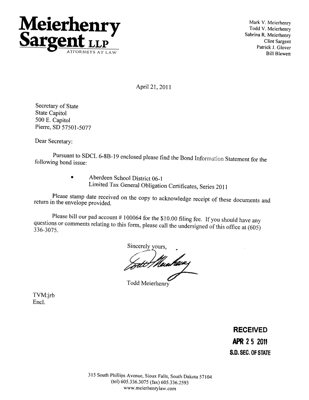 Meierhenry
Sargent LLP
ATTORNEYS AT LAW
Mark V. Meierhenry
Todd V. Meierhenry
Sabrina R. Meierhenry
Clint Sargent
Patrick J. Glover
Bill Blewett
April 21, 2011
Secretary of State
State Capitol
500 E. Capitol
Pierre, SD 57501-5077
Dear Secretary:
Pursuant to SDCL 6-8B-19 enclosed please find the Bond Information Statement for the
following bond issue:
• Aberdeen School District 06-1
Limited Tax General Obligation Certificates, Series 2011
Please stamp date received on the copy to acknowledge receipt of these documents and
return in the envelope provided.
Please bill our pad account # 100064 for the $10.00 filing fee. If you should have any
questions or comments relating to this form, please call the undersigned of this office at (605)
336-3075.
Sincerely yours,
Todd Meierhenry
Todd Meierhenry
TVM:jrb
Encl.
RECEIVED
APR 25 2011
S.D. SEC. OF STATE
315 South Phillips Avenue, Sioux Falls, South Dakota 57104
(tel) 605.336.3075 (fax) 605.336.2593
www.meierhenrylaw.com